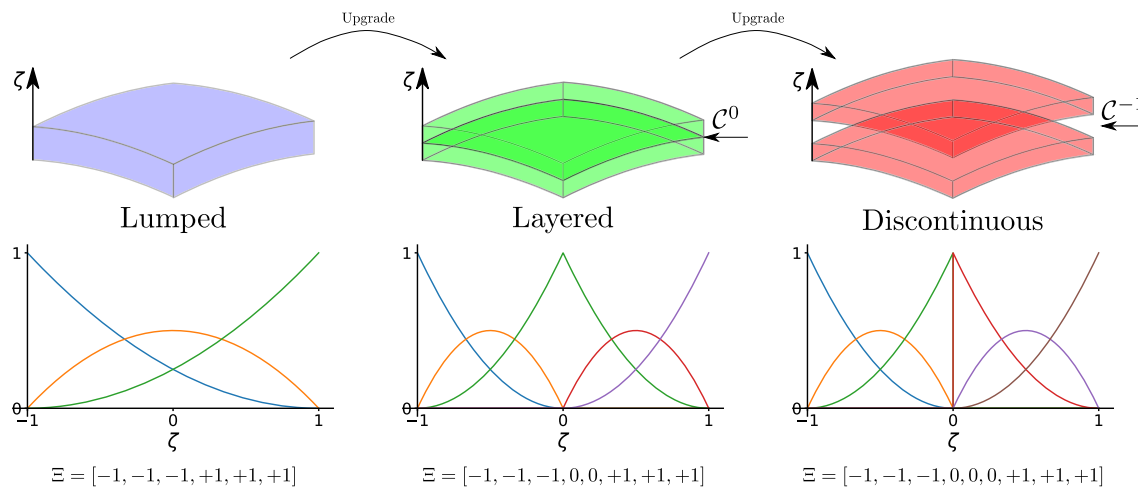 Upgrade
Upgrade
ζ
ζ
𝒞⁰
ζ
𝒞⁻¹
Lumped
Layered
Discontinuous
1
0
−1
0
1
ζ
1
0
−1
0
1
ζ
1
0
−1
0
1
ζ
Ξ = [−1, −1, −1, +1, +1, +1]
Ξ = [−1, −1, −1, 0, 0, +1, +1, +1]
Ξ = [−1, −1, −1, 0, 0, 0, +1, +1, +1]